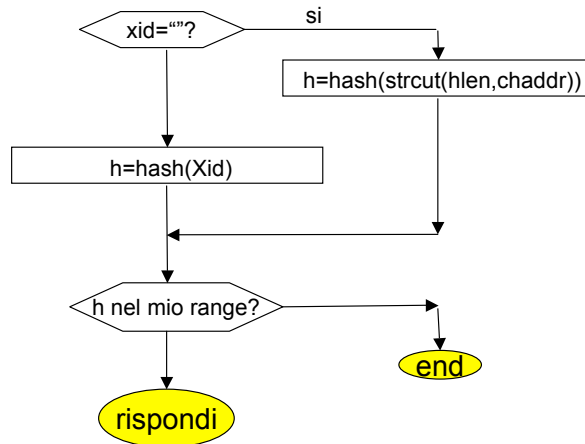 xid=“”?
si
h=hash(strcut(hlen,chaddr))
h=hash(Xid)
h nel mio range?
end
rispondi